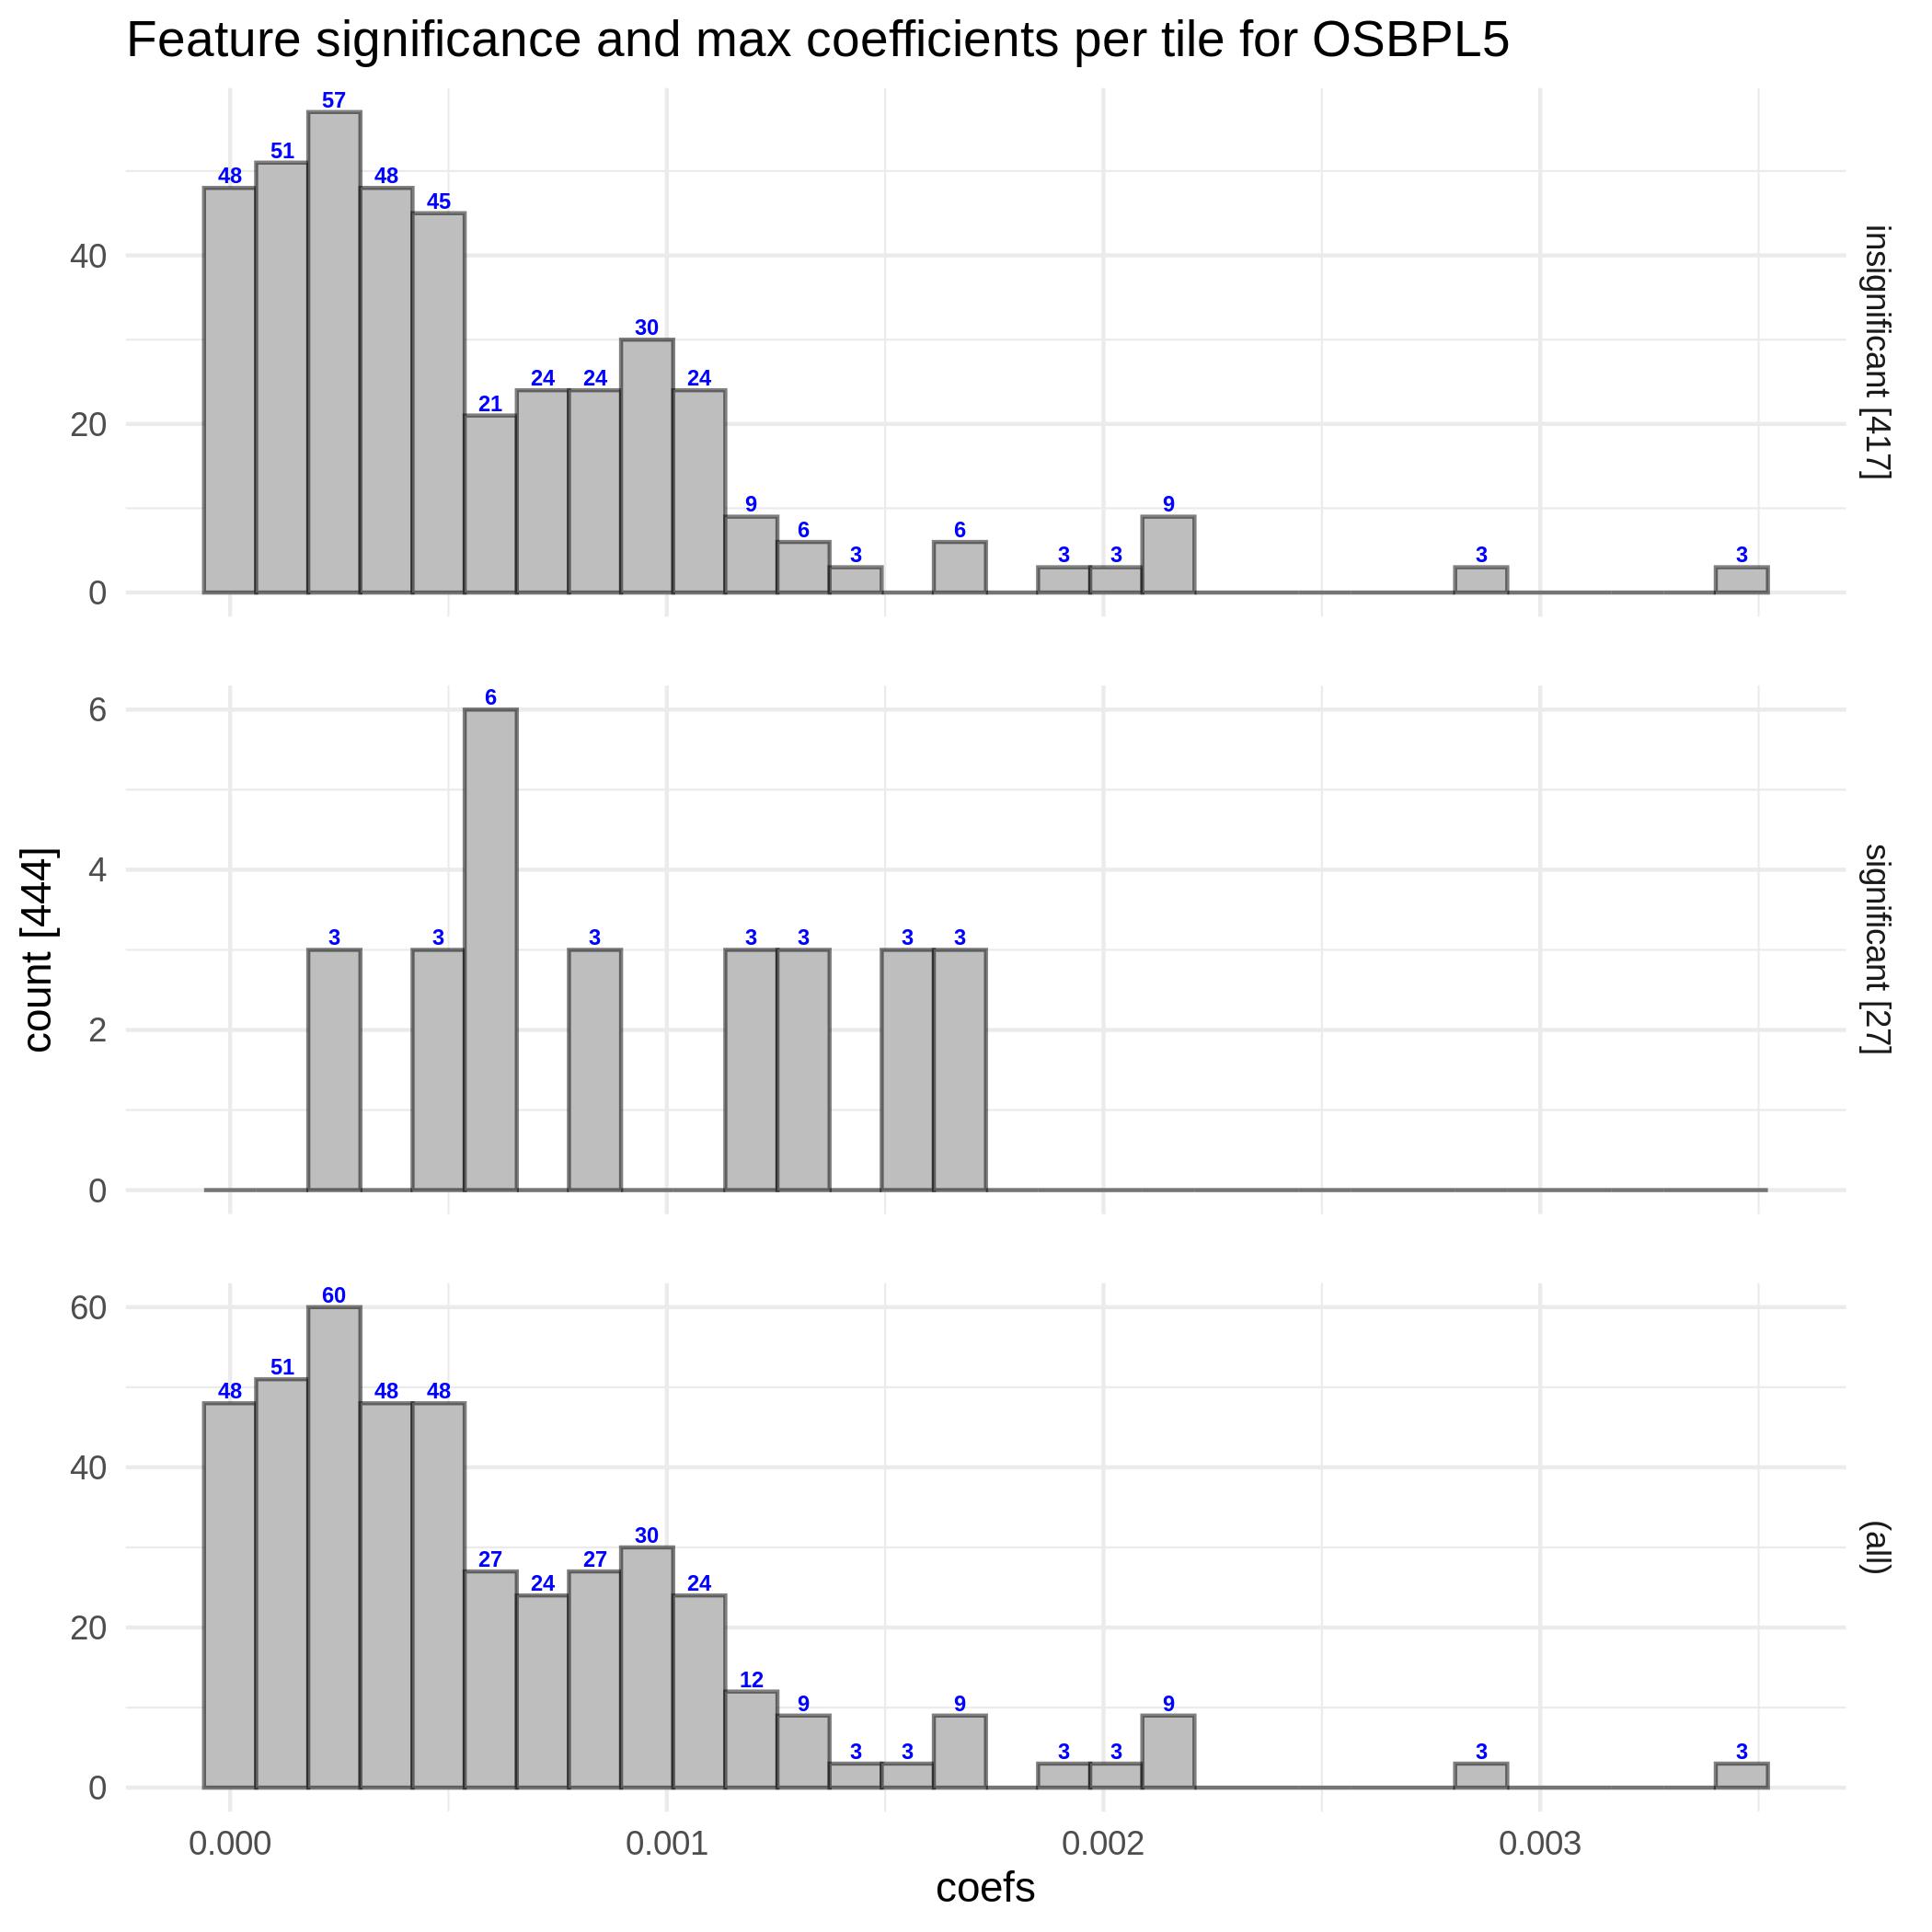 Feature significance and max coefficients per tile for OSBPL5
57
51
48 48
45
40
30
24 24 24
21
20
9 9
6 6
3 3 3 3 3
0
insignificant [417]
6
6
4
3 3 3 3 3 3 3
2
0
significant [27]
count [444]
60
60
51
48 48 48
40
30
27 27
24 24
20
12
9 9 9
3 3 3 3 3 3
0
(all)
0.000 0.001 0.002 0.003
coefs